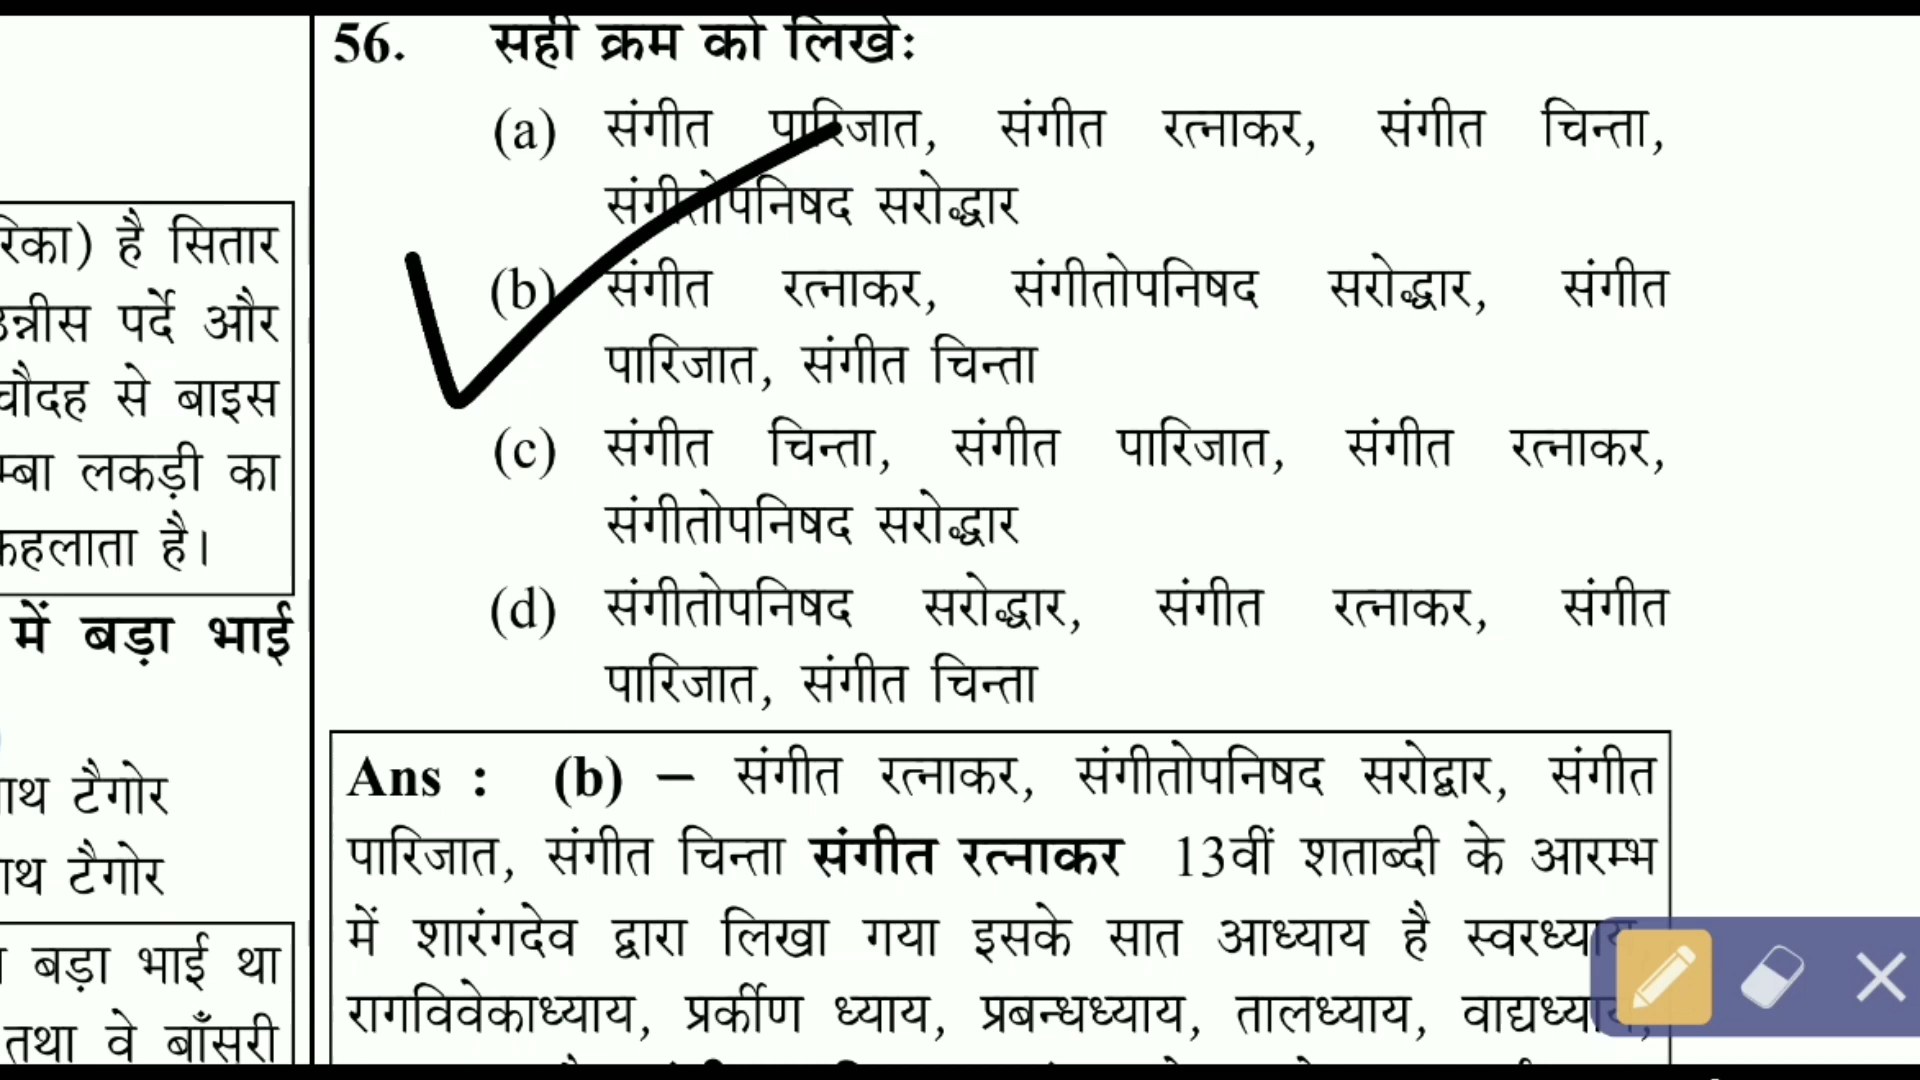 रिका) है सितार
उन्नीस पर्दे और
चौदह से बाइस
म्बा लकड़ी का
कहलाता है।
में बड़ा भाई
नाथ टैगोर
नाथ टैगोर
बड़ा भाई था
तथा वे बाँसुरी
56. सही क्रम को लिखे:
(a) संगीत पारिजात, संगीत रत्नाकर, संगीत चिन्ता,
संगीतोपनिषद सरोद्धार
(b) संगीत रत्नाकर, संगीतोपनिषद सरोद्धार, संगीत
पारिजात, संगीत चिन्ता
(c) संगीत चिन्ता, संगीत पारिजात, संगीत रत्नाकर,
संगीतोपनिषद सरोद्धार
(d) संगीतोपनिषद सरोद्धार, संगीत रत्नाकर, संगीत
पारिजात, संगीत चिन्ता
Ans : (b) – संगीत रत्नाकर, संगीतोपनिषद सरोद्वार, संगीत
पारिजात, संगीत चिन्ता संगीत रत्नाकर 13वीं शताब्दी के आरम्भ
में शारंगदेव द्वारा लिखा गया इसके सात आध्याय है स्वरध्याय,
रागविवेकाध्याय, प्रर्कीण ध्याय, प्रबन्धध्याय, तालध्याय, वाद्यध्याय,